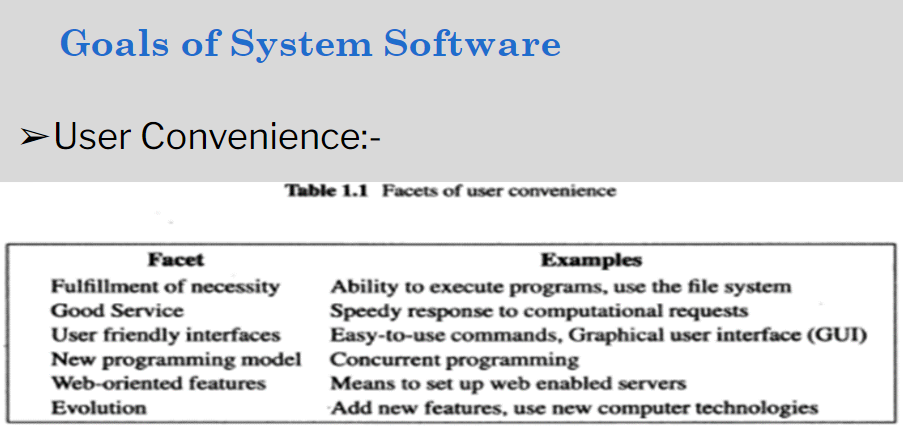 Goals of System Software
➢User Convenience:-
Table 1.1 Facets of user convenience
Facet Examples
Fulfillment of necessity Ability to execute programs, use the file system
Good Service Speedy response to computational requests
User friendly interfaces Easy-to-use commands, Graphical user interface (GUI)
New programming model Concurrent programming
Web-oriented features Means to set up web enabled servers
Evolution Add new features, use new computer technologies